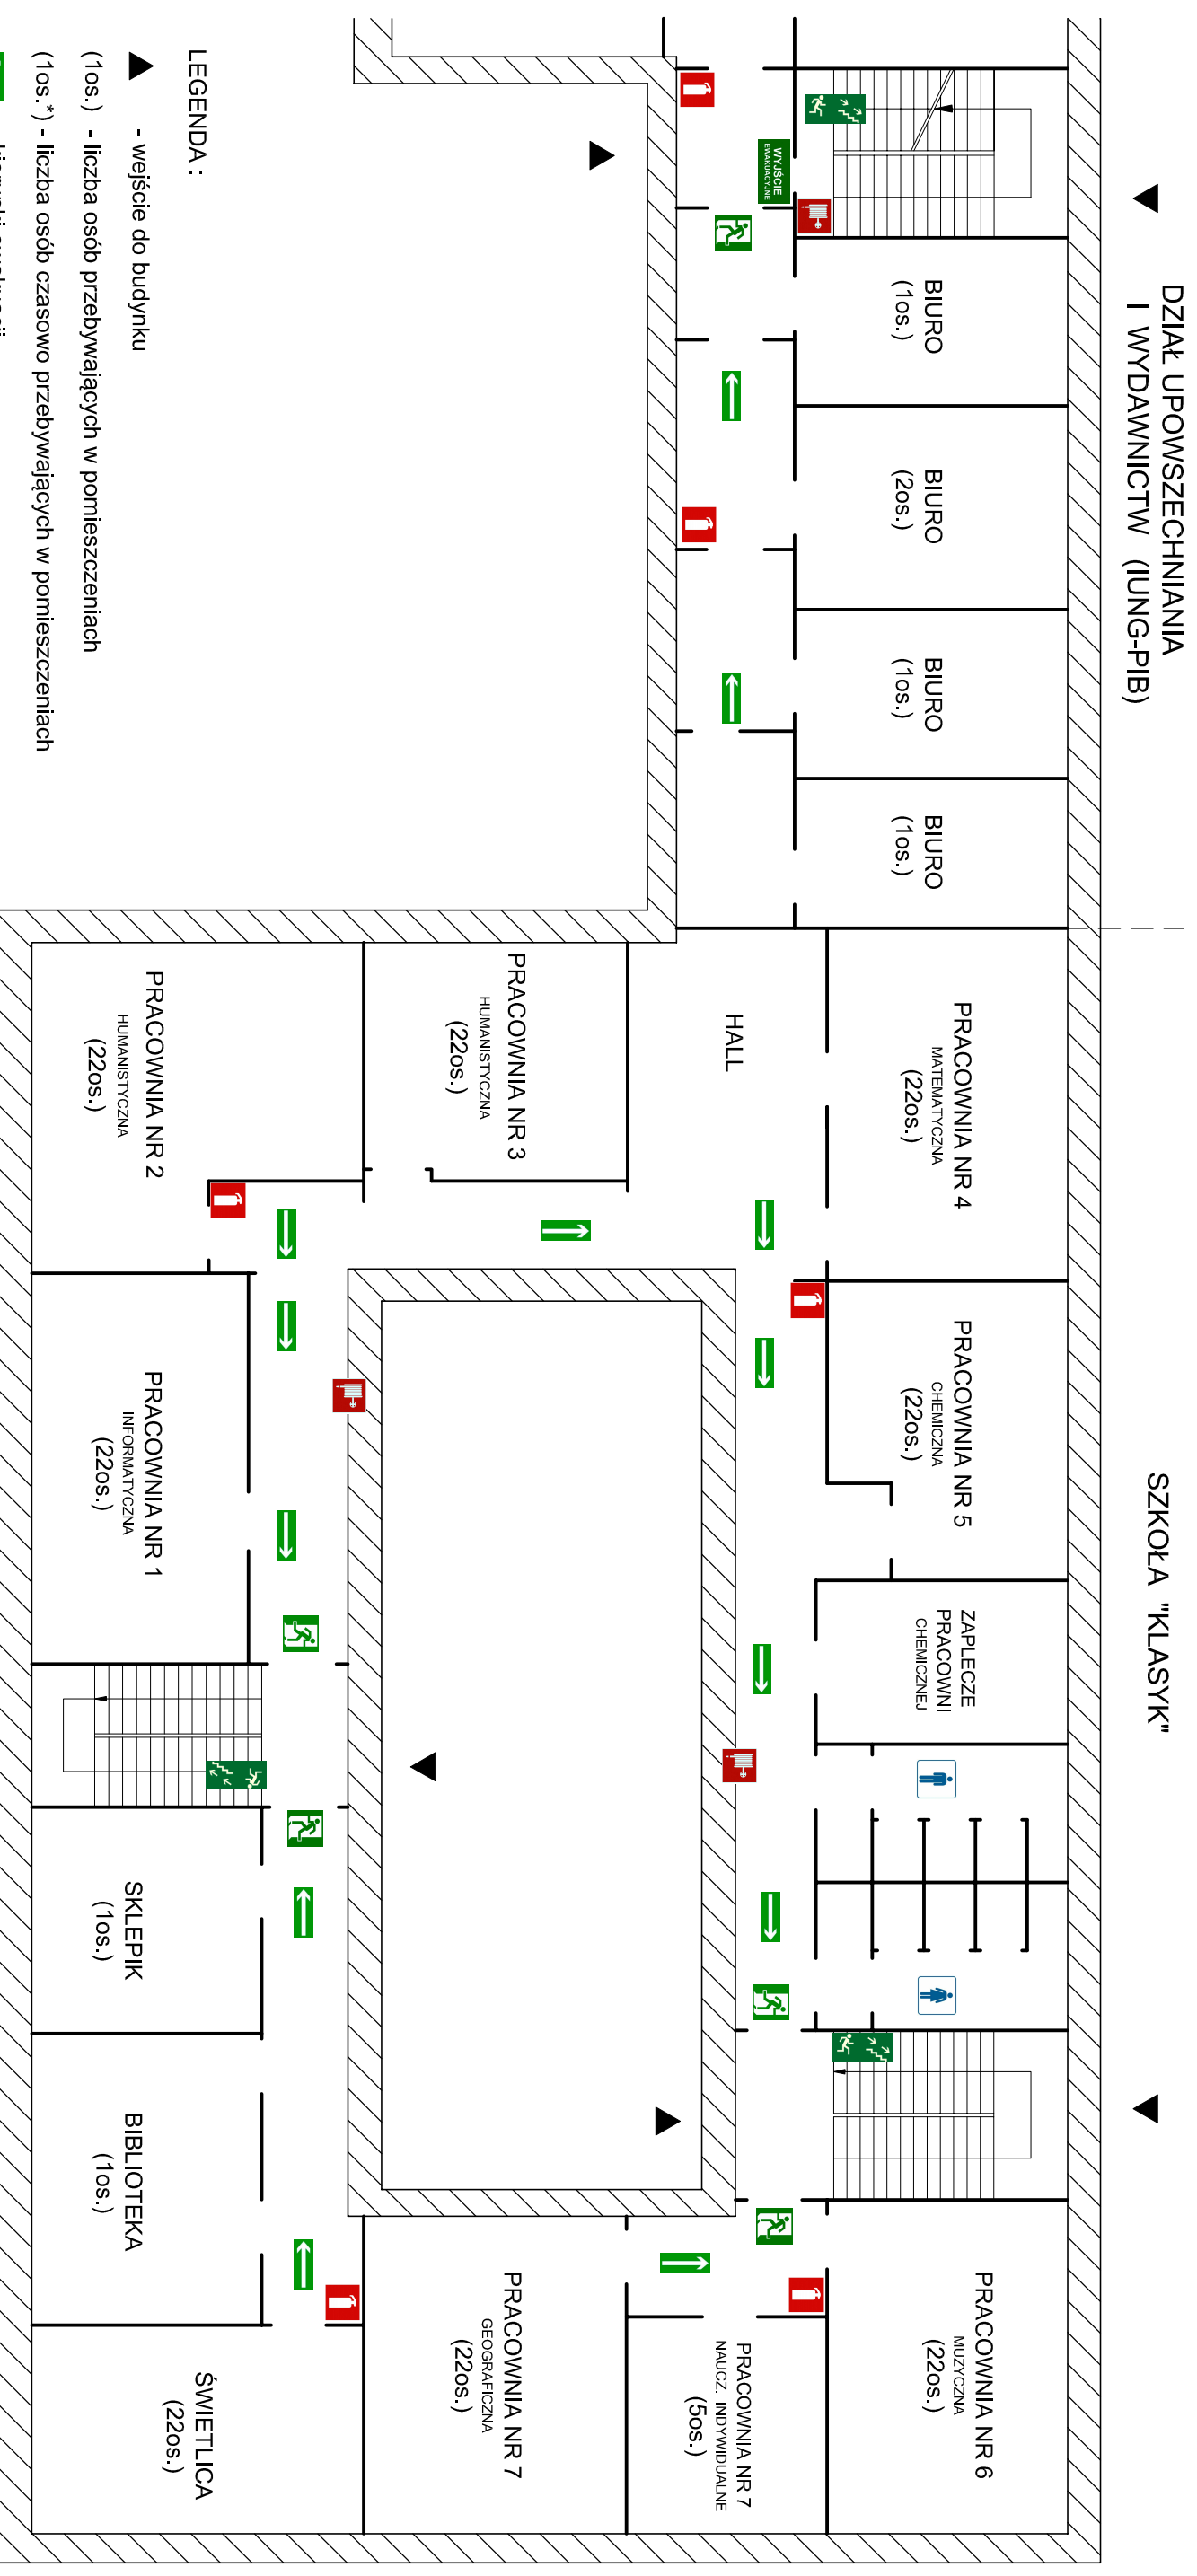 DZIAŁ UPOWSZECHNIANIA
I WYDAWNICTW (IUNG-PIB)
SZKOŁA "KLASYK"
WYJŚCIE
EWAKUACYJNE
BIURO
(1os.)
BIURO
(2os.)
BIURO
(1os.)
BIURO
(1os.)
PRACOWNIA NR 4
MATEMATYCZNA
(22os.)
PRACOWNIA NR 5
CHEMICZNA
(22os.)
ZAPLECZE
PRACOWNI
CHEMICZNEJ
PRACOWNIA NR 6
MUZYCZNA
(22os.)
HALL
PRACOWNIA NR 7
NAUCZ. INDYWIDUALNE
(5os.)
PRACOWNIA NR 3
HUMANISTYCZNA
(22os.)
PRACOWNIA NR 7
GEOGRAFICZNA
(22os.)
PRACOWNIA NR 2
HUMANISTYCZNA
(22os.)
PRACOWNIA NR 1
INFORMATYCZNA
(22os.)
SKLEPIK
(1os.)
BIBLIOTEKA
(1os.)
ŚWIETLICA
(22os.)
LEGENDA :
- wejście do budynku
(1os.) - liczba osób przebywających w pomieszczeniach
(1os.*) - liczba osób czasowo przebywających w pomieszczeniach